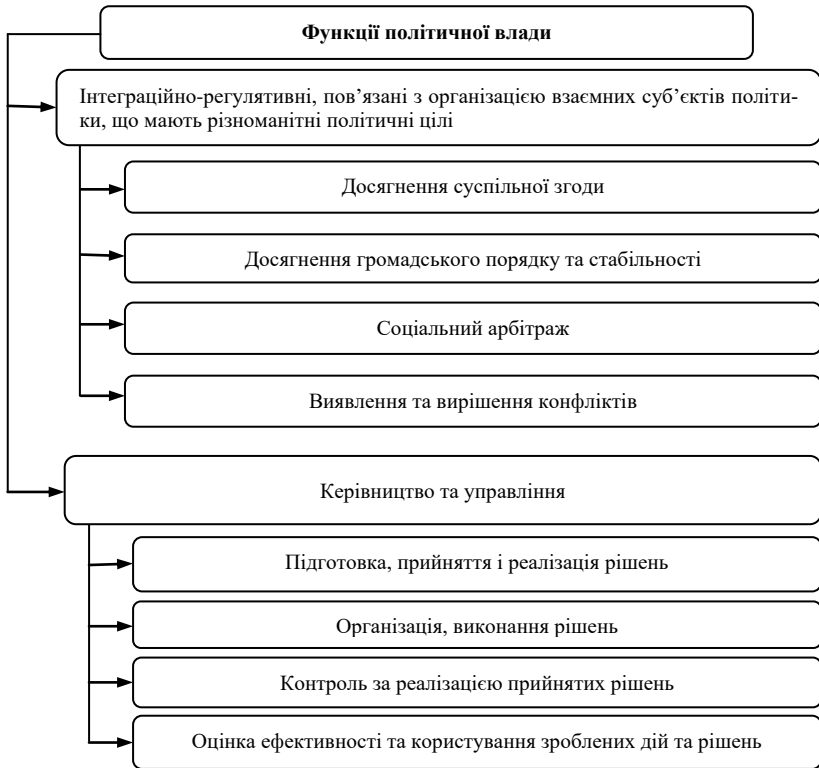 Функції політичної влади
Інтеграційно-регулятивні, пов’язані з організацією взаємних суб’єктів політи-
ки, що мають різноманітні політичні цілі
Досягнення суспільної згоди
Досягнення громадського порядку та стабільності
Соціальний арбітраж
Виявлення та вирішення конфліктів
Керівництво та управління
Підготовка, прийняття і реалізація рішень
Організація, виконання рішень
Контроль за реалізацією прийнятих рішень
Оцінка ефективності та користування зроблених дій та рішень